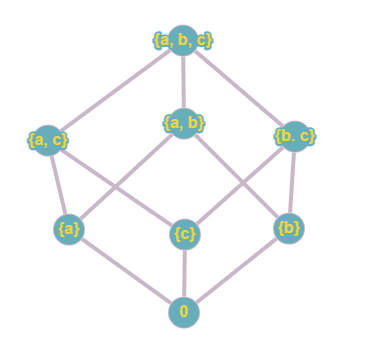 {a, b, c}
{a, c}
{a, b}
{b. c}
{a}
{c}
{b}
0